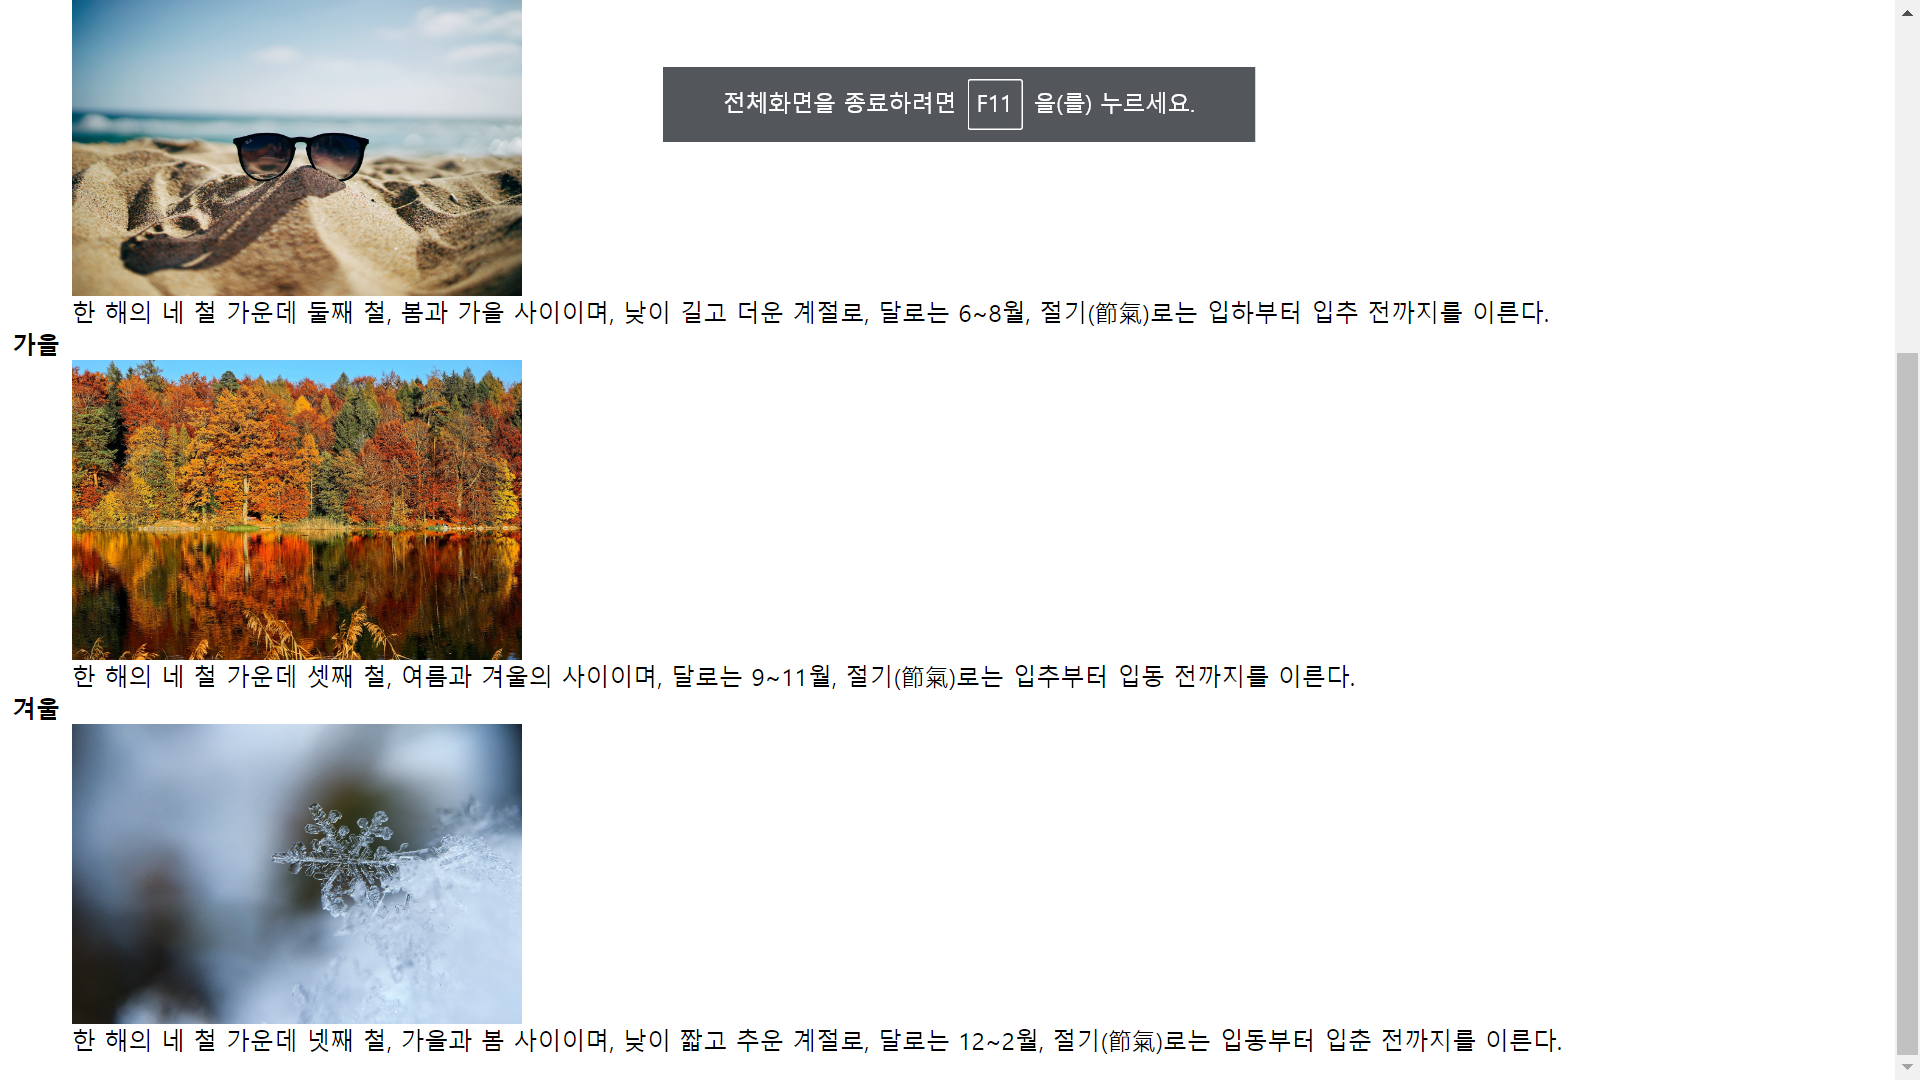 전체화면을 종료하려면 F11 을(를) 누르세요.
한 해의 네 철 가운데 둘째 철, 봄과 가을 사이이며, 낮이 길고 더운 계절로, 달로는 6~8월, 절기(節氣)로는 입하부터 입추 전까지를 이른다.
가을
한 해의 네 철 가운데 셋째 철, 여름과 겨울의 사이이며, 달로는 9~11월, 절기(節氣)로는 입추부터 입동 전까지를 이른다.
겨울
한 해의 네 철 가운데 넷째 철, 가을과 봄 사이이며, 낮이 짧고 추운 계절로, 달로는 12~2월, 절기(節氣)로는 입동부터 입춘 전까지를 이른다.